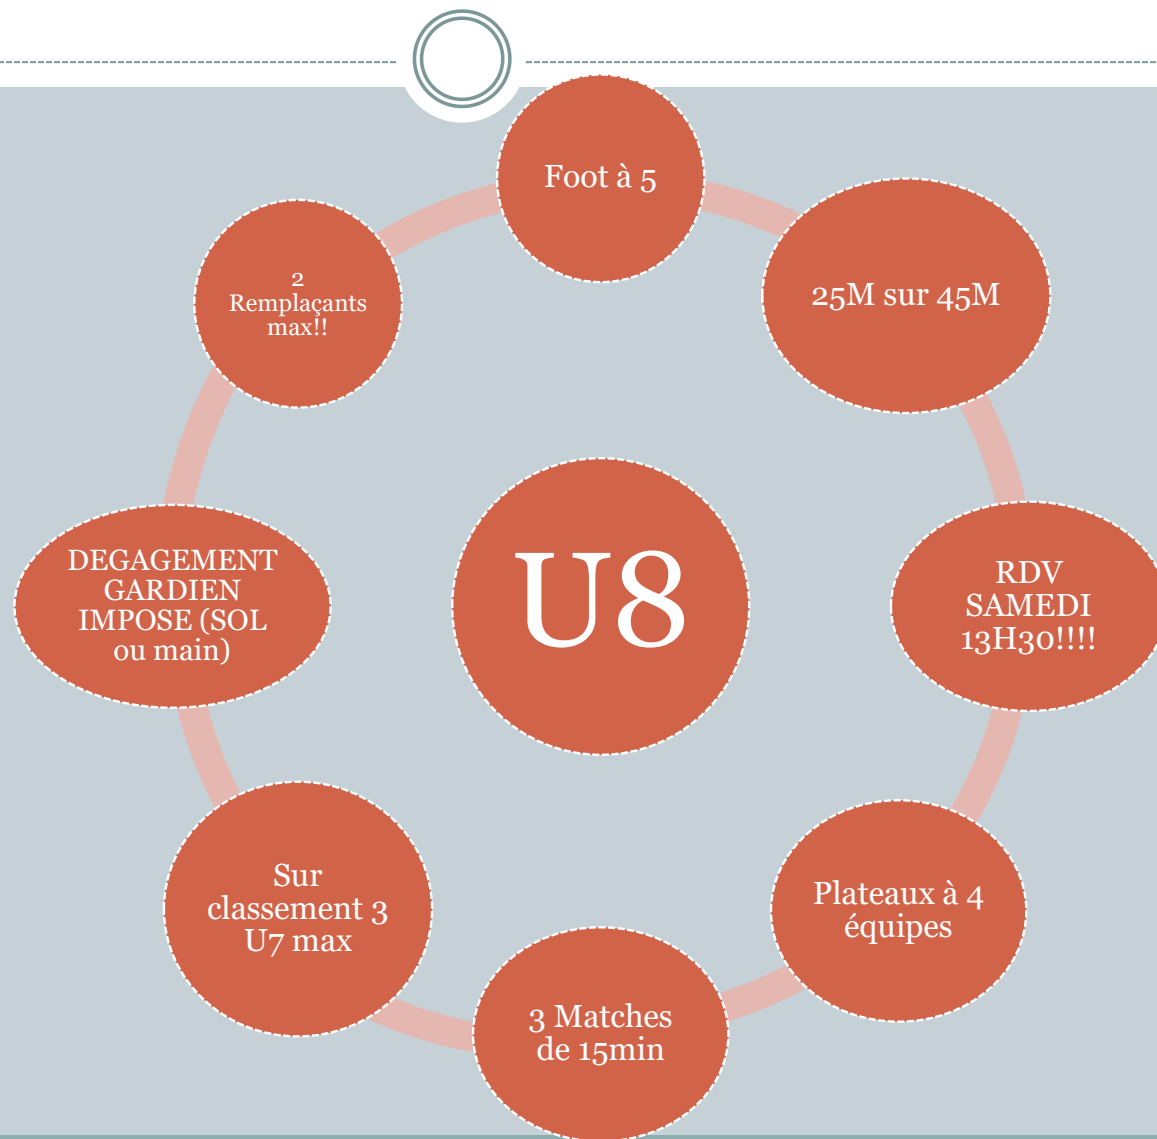 Foot à 5
25M sur 45M
RDV
SAMEDI
13H30!!!!
Plateaux à 4
équipes
3 Matches
de 15min
Sur
classement 3
U7 max
DEGAGEMENT
GARDIEN
IMPOSE (SOL
ou main)
2
Remplaçants
max!!
U8